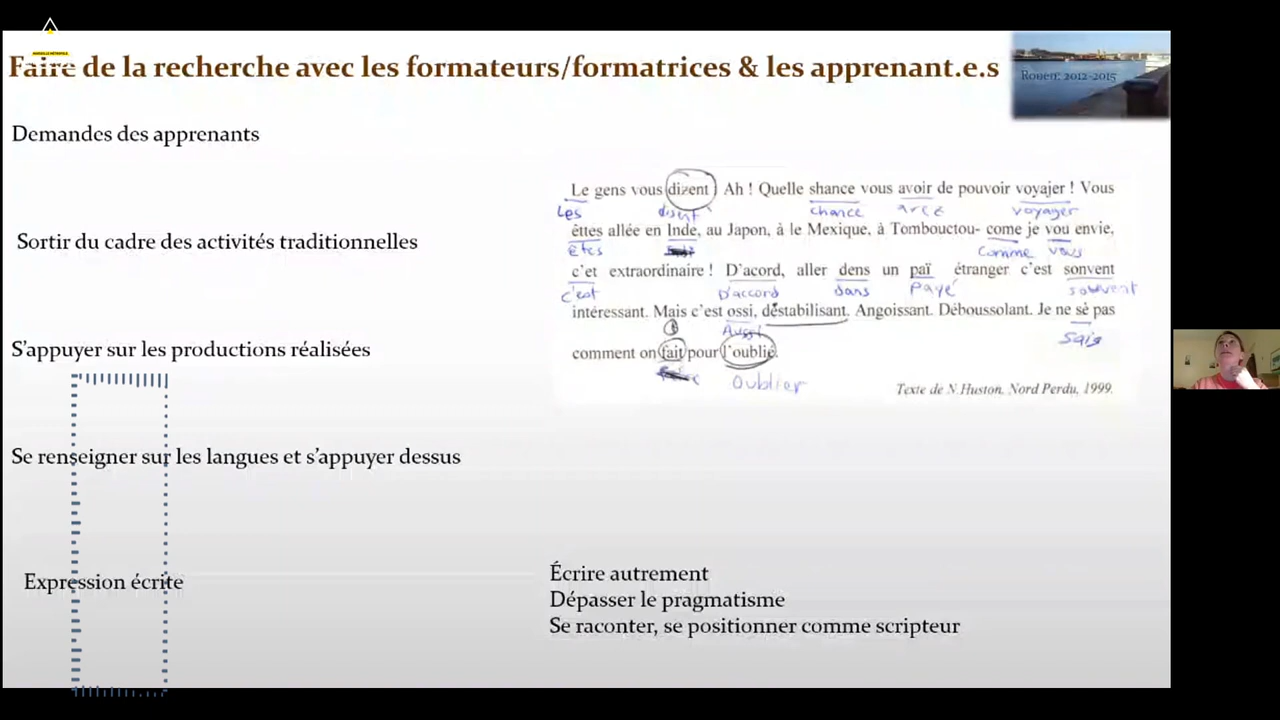 MARSEILLE MÉTROPOLE
Faire de la recherche avec les formateurs/formatrices & les apprenant.e.s
Rouen: 2012-2015
Demandes des apprenants
Sortir du cadre des activités traditionnelles
S'appuyer sur les productions réalisées
Se renseigner sur les langues et s'appuyer dessus
Expression écrite
Le gens vous dizent Ah ! Quelle shance vous avoir de pouvoir voyajer ! Vous
Les disent chance avez voyager
êttes allée en Inde, au Japon, à le Mexique, à Tombouctou- come je vou envie,
êtes comme vous
c'et extraordinaire ! D'acord, aller dens un paï étranger c'est sonvent
c'est D'accord dans payé souvent
intéressant. Mais c'est ossi, déstabilisant. Angoissant. Déboussolant. Je ne sè pas
Aussi sais
comment on fait pour l'oublié.
oublier
Texte de N.Huston, Nord Perdu, 1999.
Écrire autrement
Dépasser le pragmatisme
Se raconter, se positionner comme scripteur